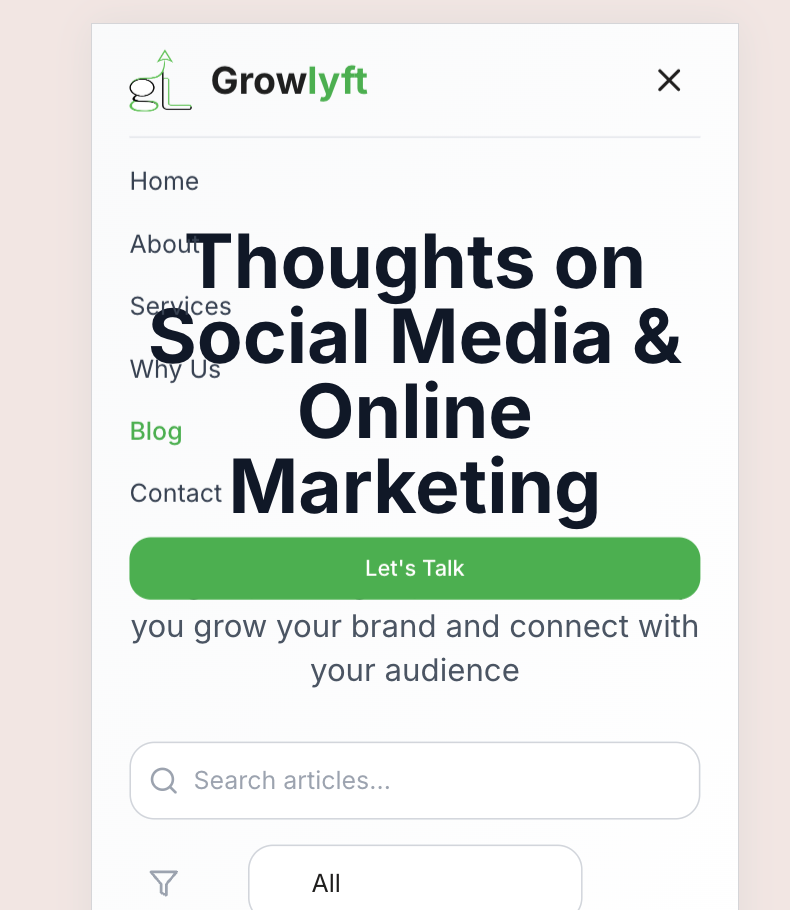 gL Growlyft
Home
About
Services
Why Us
Blog
Contact
Thoughts on
Social Media &
Online
Marketing
Let's Talk
you grow your brand and connect with
your audience
Search articles...
All